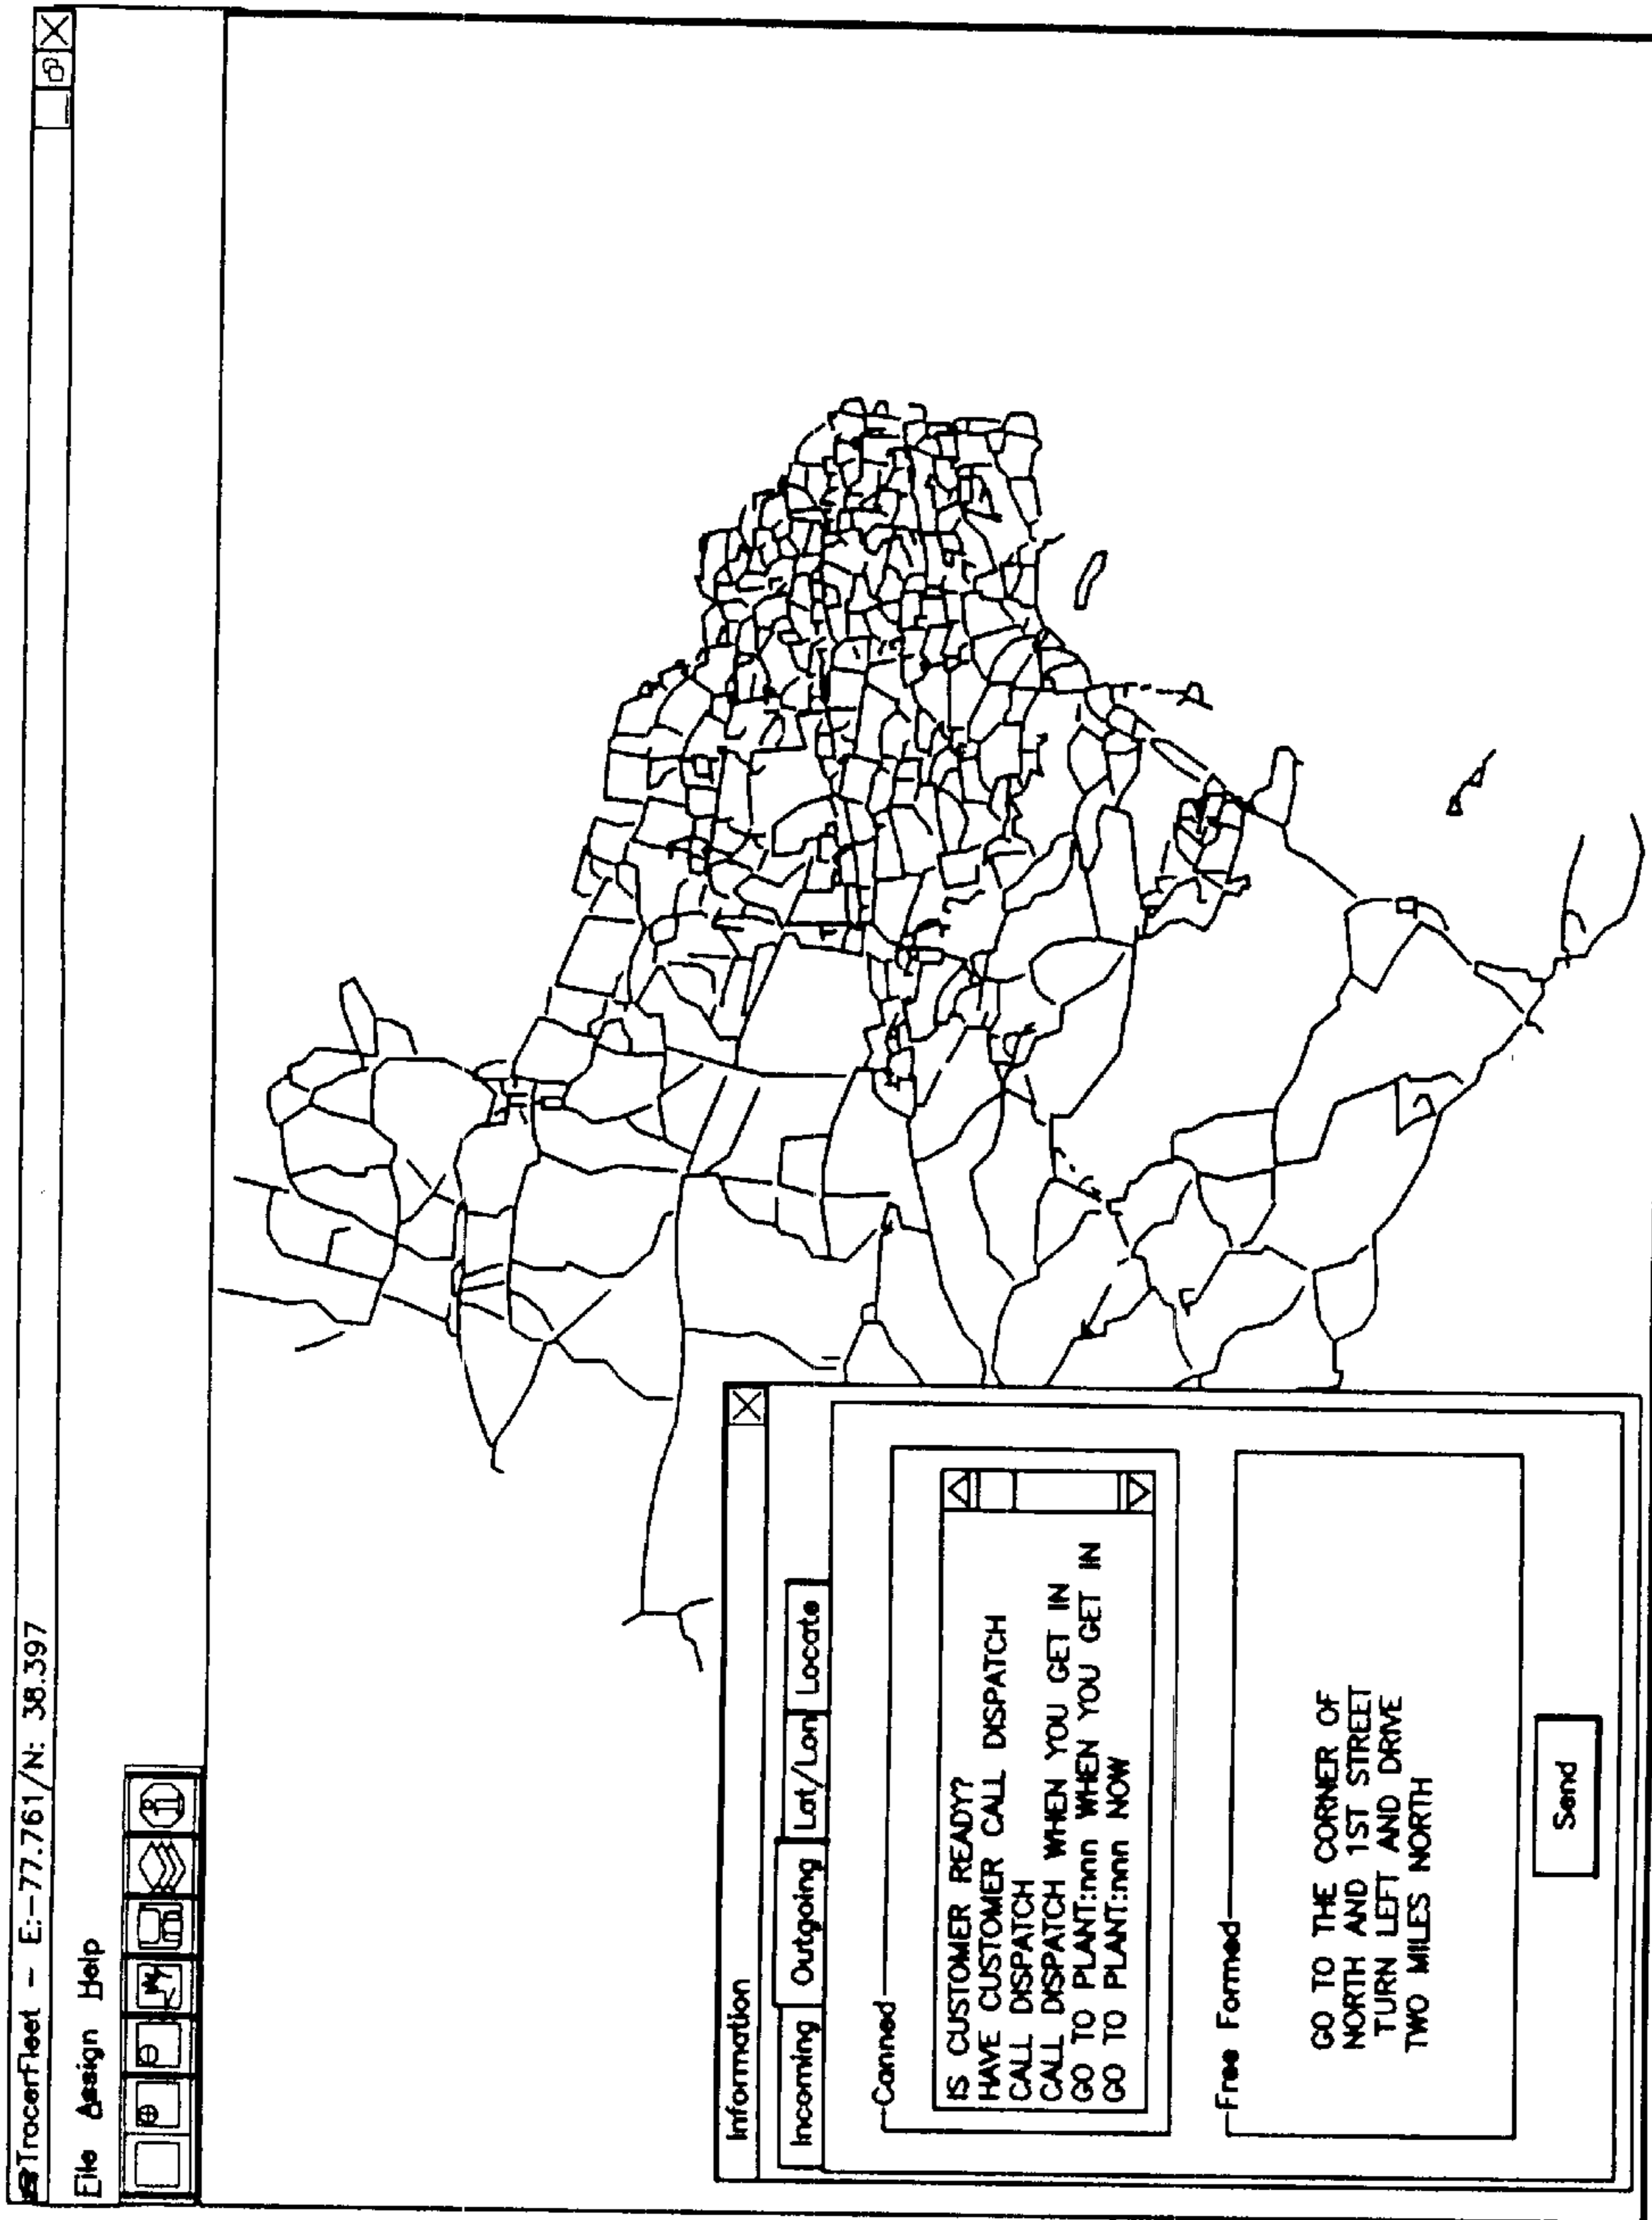 TracerFleet - E:-77.761/N: 38.397
File Assign Help
Information
Incoming Outgoing Lat/Lon Locate
Canned
IS CUSTOMER READY?
HAVE CUSTOMER CALL DISPATCH
CALL DISPATCH
CALL DISPATCH WHEN YOU GET IN
GO TO PLANT:nnn WHEN YOU GET IN
GO TO PLANT:nnn NOW
Free Formed
GO TO THE CORNER OF
NORTH AND 1ST STREET
TURN LEFT AND DRIVE
TWO MILES NORTH
Send